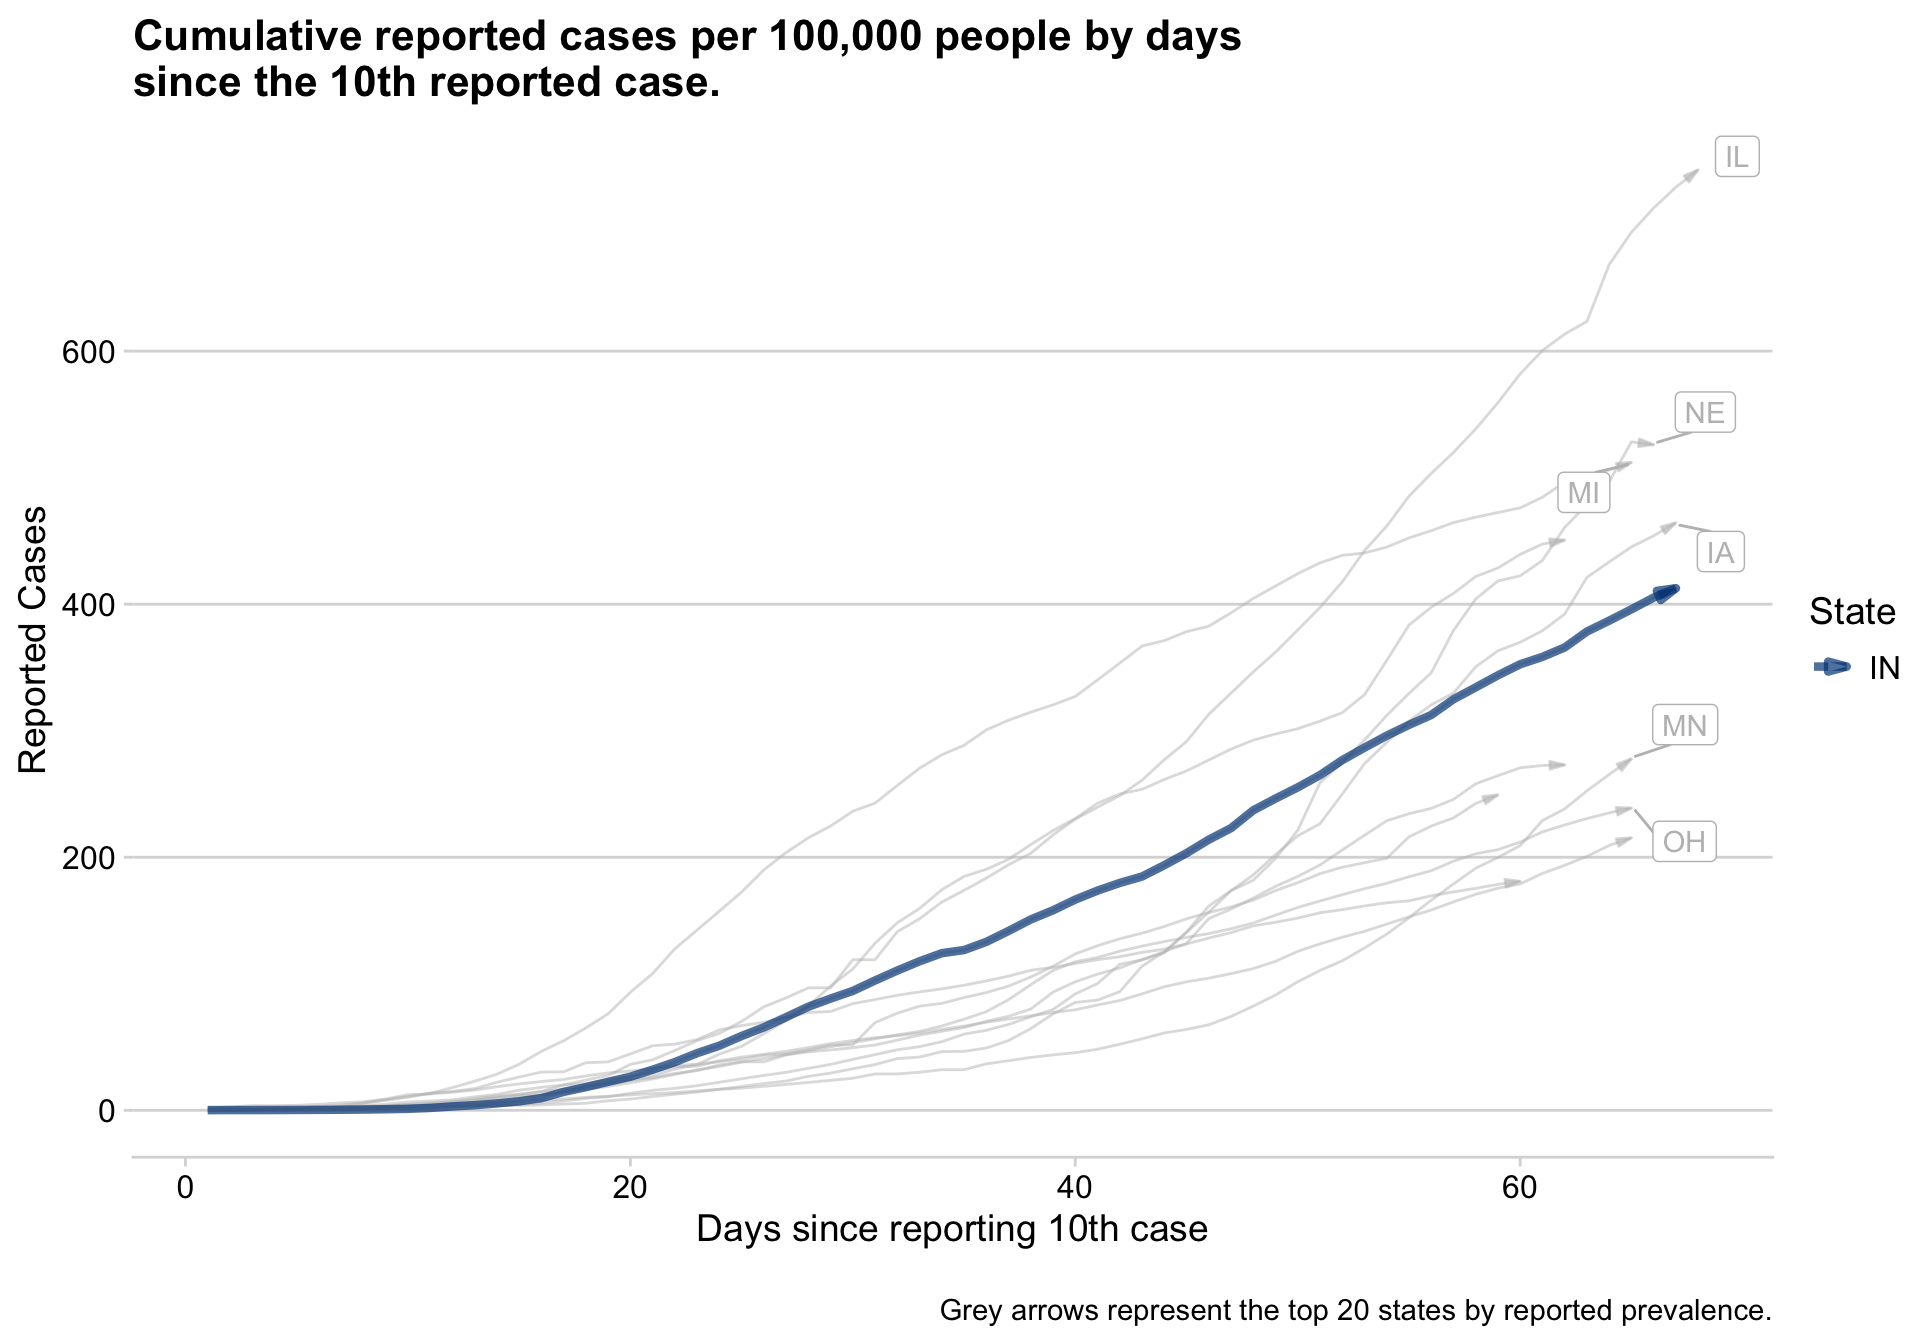 Cumulative reported cases per 100,000 people by days
since the 10th reported case.
IL
600
NE
MI
IA
Reported Cases
400
State
IN
MN
OH
200
0
0 20 40 60
Days since reporting 10th case
Grey arrows represent the top 20 states by reported prevalence.